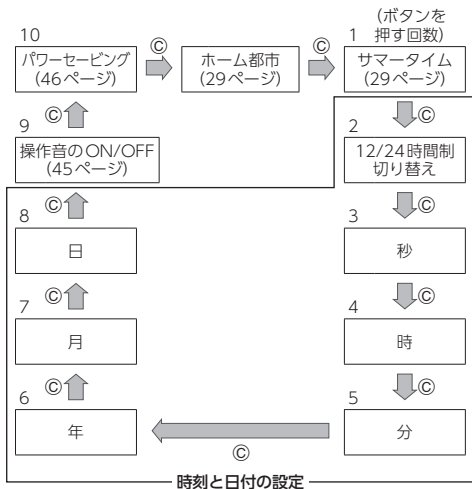 (ボタンを
押す回数)
10
パワーセービング
(46ページ)
Ⓒ
ホーム都市
(29ページ)
Ⓒ
1
サマータイム
(29ページ)
Ⓒ
2
12/24時間制
切り替え
Ⓒ
3
秒
Ⓒ
4
時
Ⓒ
5
分
Ⓒ
6
年
Ⓒ
7
月
Ⓒ
8
日
Ⓒ
9
操作音のON/OFF
(45ページ)
Ⓒ
時刻と日付の設定